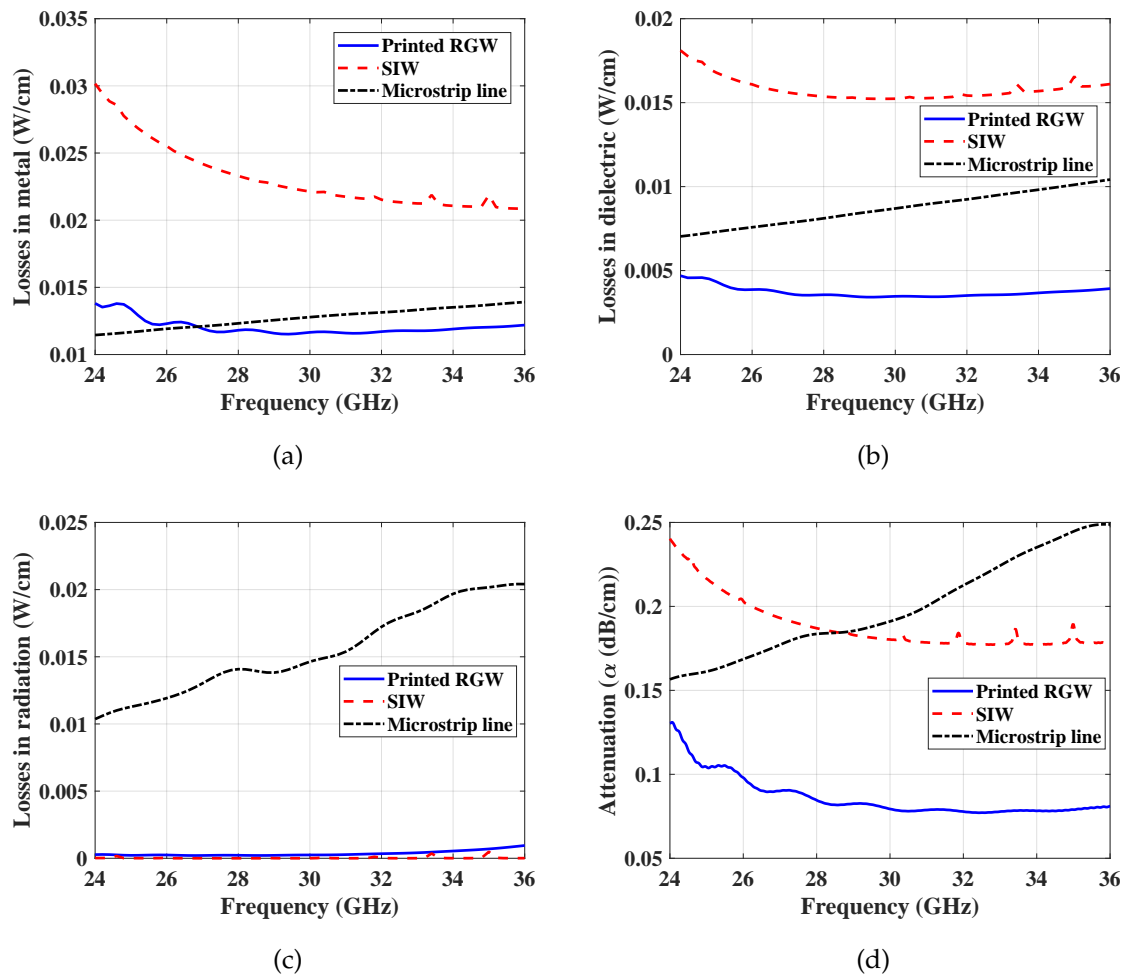 0.035
0.03
0.025
0.02
0.015
0.01
Losses in metal (W/cm)
Printed RGW
SIW
Microstrip line
24 26 28 30 32 34 36
Frequency (GHz)
(a)
0.02
0.015
0.01
0.005
0
Losses in dielectric (W/cm)
Printed RGW
SIW
Microstrip line
24 26 28 30 32 34 36
Frequency (GHz)
(b)
0.025
0.02
0.015
0.01
0.005
0
Losses in radiation (W/cm)
Printed RGW
SIW
Microstrip line
24 26 28 30 32 34 36
Frequency (GHz)
(c)
0.25
0.2
0.15
0.1
0.05
Attenuation (α (dB/cm))
Printed RGW
SIW
Microstrip line
24 26 28 30 32 34 36
Frequency (GHz)
(d)